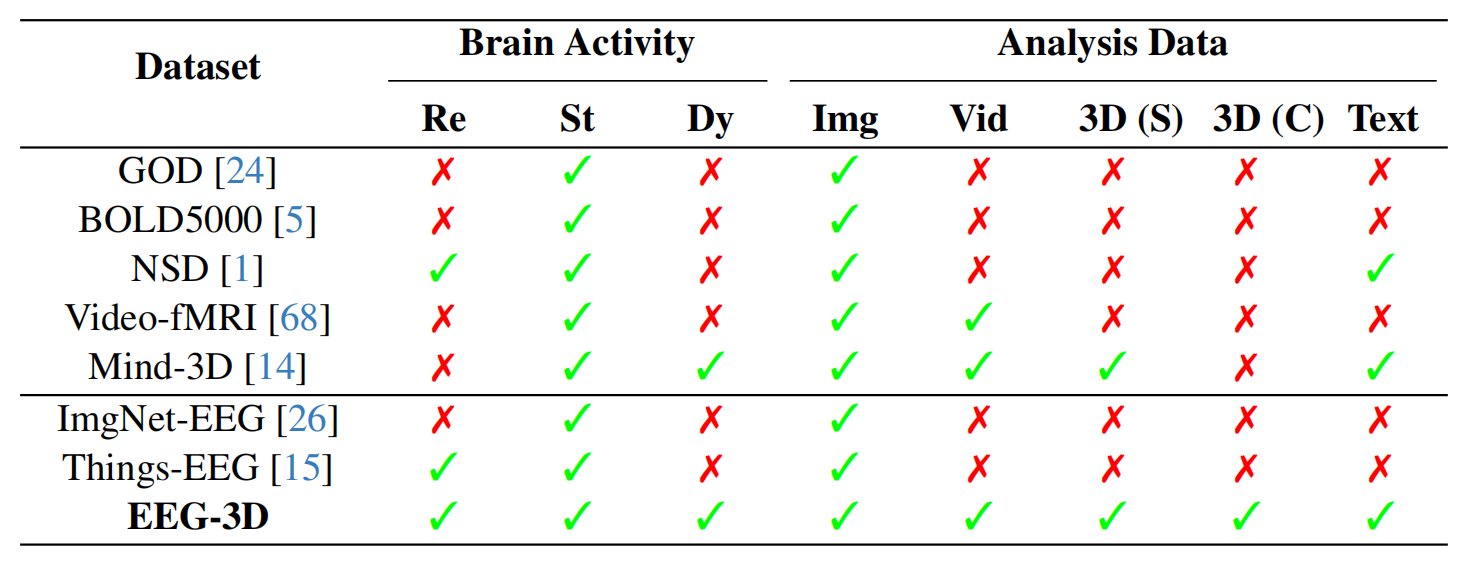 Dataset Brain Activity Analysis Data
Re St Dy Img Vid 3D (S) 3D (C) Text
GOD [24] ✗ ✓ ✗ ✓ ✗ ✗ ✗ ✗
BOLD5000 [5] ✗ ✓ ✗ ✓ ✗ ✗ ✗ ✗
NSD [1] ✓ ✓ ✗ ✓ ✗ ✗ ✗ ✓
Video-fMRI [68] ✗ ✓ ✗ ✓ ✓ ✗ ✗ ✗
Mind-3D [14] ✗ ✓ ✓ ✓ ✓ ✓ ✗ ✓
ImgNet-EEG [26] ✗ ✓ ✗ ✓ ✗ ✗ ✗ ✗
Things-EEG [15] ✓ ✓ ✗ ✓ ✗ ✗ ✗ ✗
EEG-3D ✓ ✓ ✓ ✓ ✓ ✓ ✓ ✓